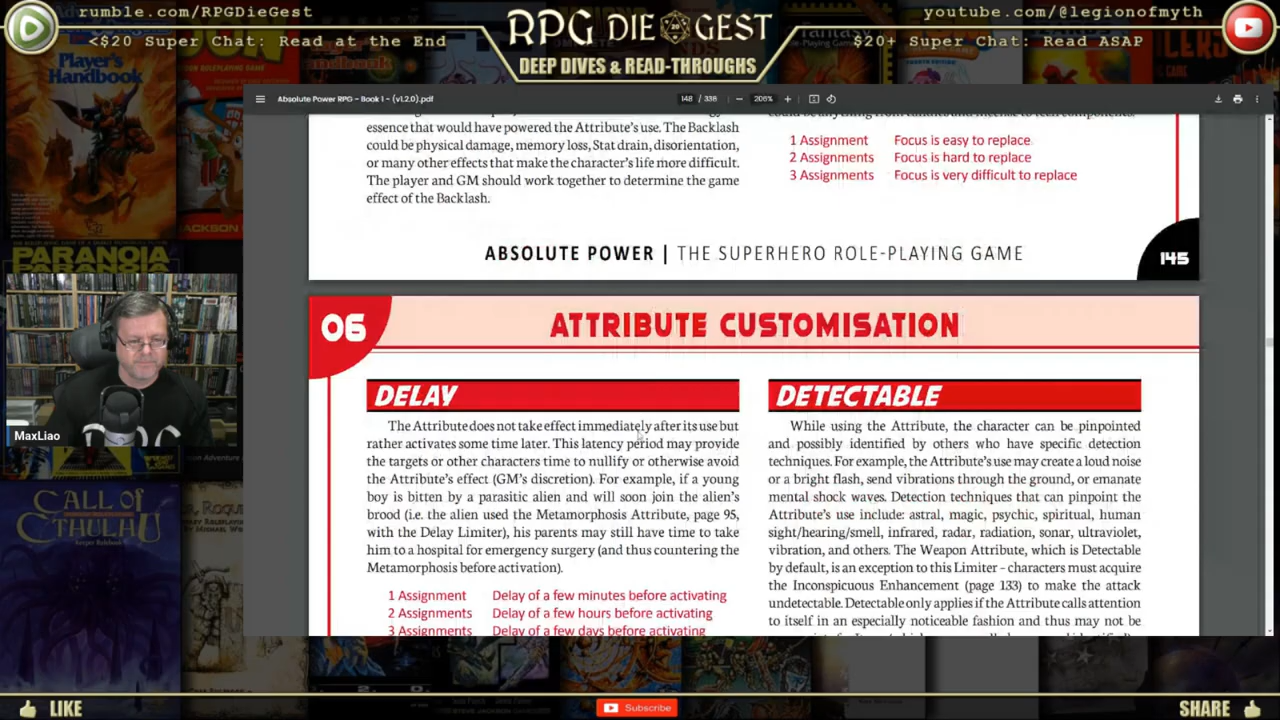 rumble.com/RPGDieGest
<$20 Super Chat: Read at the End
RPG DIE GEST
DEEP DIVES & READ-THROUGHS
youtube.com/@legionofmyth
$20+ Super Chat: Read ASAP
Player's
Handbook
PARANOIA
CALL OF
CTHULHU
MaxLiao
Absolute Power RPG - Book 1 - (v1.2.0).pdf
148 / 338
206%
essence that would have powered the Attribute's use. The Backlash
could be physical damage, memory loss, Stat drain, disorientation,
or many other effects that make the character's life more difficult.
The player and GM should work together to determine the game
effect of the Backlash.
1 Assignment Focus is easy to replace
2 Assignments Focus is hard to replace
3 Assignments Focus is very difficult to replace
ABSOLUTE POWER | THE SUPERHERO ROLE-PLAYING GAME
145
06
ATTRIBUTE CUSTOMISATION
DELAY
The Attribute does not take effect immediately after its use but
rather activates some time later. This latency period may provide
the targets or other characters time to nullify or otherwise avoid
the Attribute's effect (GM's discretion). For example, if a young
boy is bitten by a parasitic alien and will soon join the alien's
brood (i.e. the alien used the Metamorphosis Attribute, page 95,
with the Delay Limiter), his parents may still have time to take
him to a hospital for emergency surgery (and thus countering the
Metamorphosis before activation).
1 Assignment Delay of a few minutes before activating
2 Assignments Delay of a few hours before activating
3 Assignments Delay of a few days before activating
DETECTABLE
While using the Attribute, the character can be pinpointed
and possibly identified by others who have specific detection
techniques. For example, the Attribute's use may create a loud noise
or a bright flash, send vibrations through the ground, or emanate
mental shock waves. Detection techniques that can pinpoint the
Attribute's use include: astral, magic, psychic, spiritual, human
sight/hearing/smell, infrared, radar, radiation, sonar, ultraviolet,
vibration, and others. The Weapon Attribute, which is Detectable
by default, is an exception to this Limiter – characters must acquire
the Inconspicuous Enhancement (page 133) to make the attack
undetectable. Detectable only applies if the Attribute calls attention
to itself in an especially noticeable fashion and thus may not be
LIKE
Subscribe
SHARE